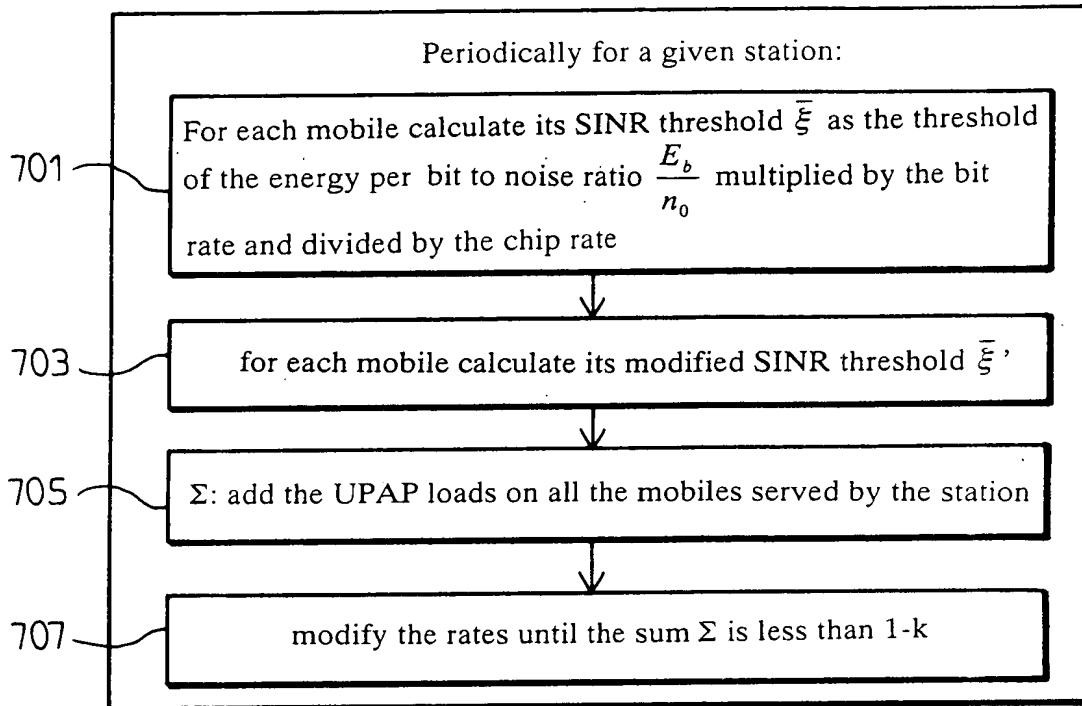 Periodically for a given station:
701
For each mobile calculate its SINR threshold ξ̄ as the threshold
of the energy per bit to noise ratio E_b/n_0 multiplied by the bit
rate and divided by the chip rate
703
for each mobile calculate its modified SINR threshold ξ̄ '
705
Σ: add the UPAP loads on all the mobiles served by the station
707
modify the rates until the sum Σ is less than 1-k